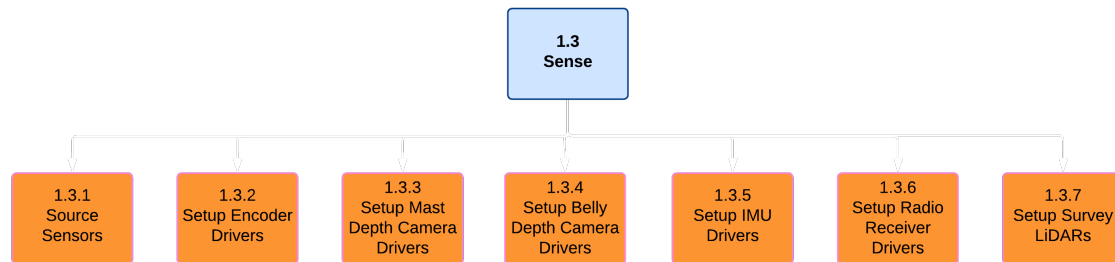 1.3
Sense
1.3.1
Source
Sensors
1.3.2
Setup Encoder
Drivers
1.3.3
Setup Mast
Depth Camera
Drivers
1.3.4
Setup Belly
Depth Camera
Drivers
1.3.5
Setup IMU
Drivers
1.3.6
Setup Radio
Receiver
Drivers
1.3.7
Setup Survey
LiDARs